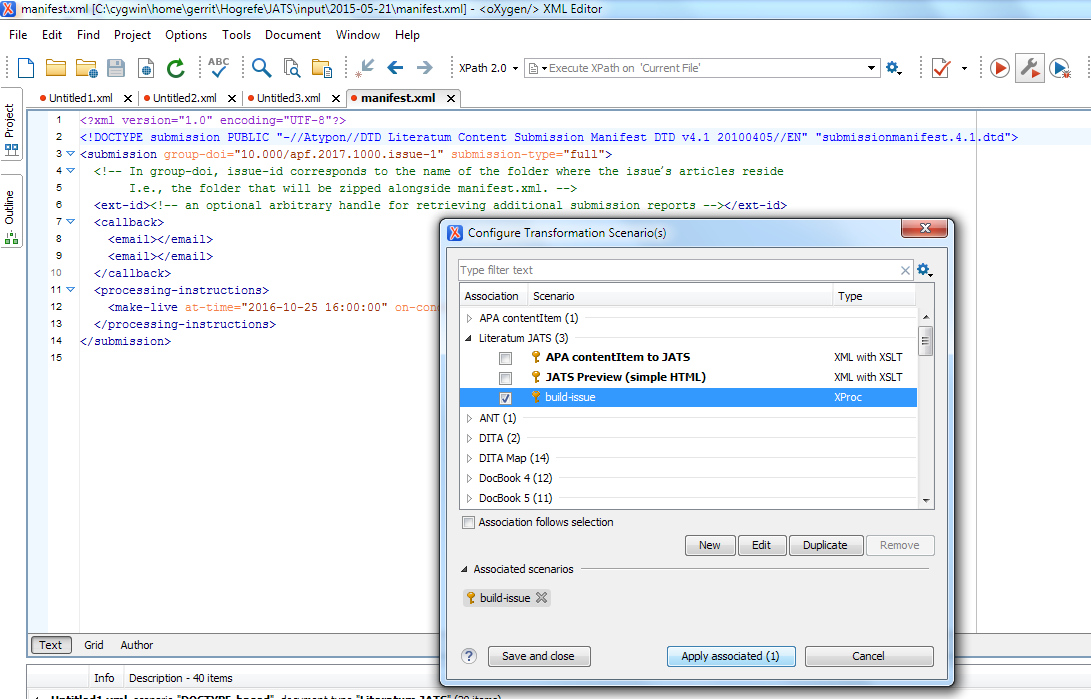 manifest.xml [C:\cygwin\home\gerrit\Hogrefe\JATS\input\2015-05-21\manifest.xml] - <oXygen/> XML Editor
File Edit Find Project Options Tools Document Window Help
ABC XPath 2.0 Execute XPath on 'Current File'
Untitled1.xml Untitled2.xml Untitled3.xml manifest.xml
Project
Outline
1 <?xml version="1.0" encoding="UTF-8"?>
2 <!DOCTYPE submission PUBLIC "-//Atypon//DTD Literatum Content Submission Manifest DTD v4.1 20100405//EN" "submissionmanifest.4.1.dtd">
3 <submission group-doi="10.000/apf.2017.1000.issue-1" submission-type="full">
4 <!-- In group-doi, issue-id corresponds to the name of the folder where the issue's articles reside
5 I.e., the folder that will be zipped alongside manifest.xml. -->
6 <ext-id><!-- an optional arbitrary handle for retrieving additional submission reports --></ext-id>
7 <callback>
8 <email></email>
9 <email></email>
10 </callback>
11 <processing-instructions>
12 <make-live at-time="2016-10-25 16:00:00" on-con
13 </processing-instructions>
14 </submission>
15
Configure Transformation Scenario(s)
Type filter text
Association Scenario Type
APA contentItem (1)
Literatum JATS (3)
APA contentItem to JATS XML with XSLT
JATS Preview (simple HTML) XML with XSLT
build-issue XProc
ANT (1)
DITA (2)
DITA Map (14)
DocBook 4 (12)
DocBook 5 (11)
Association follows selection
New Edit Duplicate Remove
Associated scenarios
build-issue
? Save and close Apply associated (1) Cancel
Text Grid Author
Info Description - 40 items
Untitled1.xml, scenario "DOCTYPE-based", document type "Literatum JATS" (20 items)